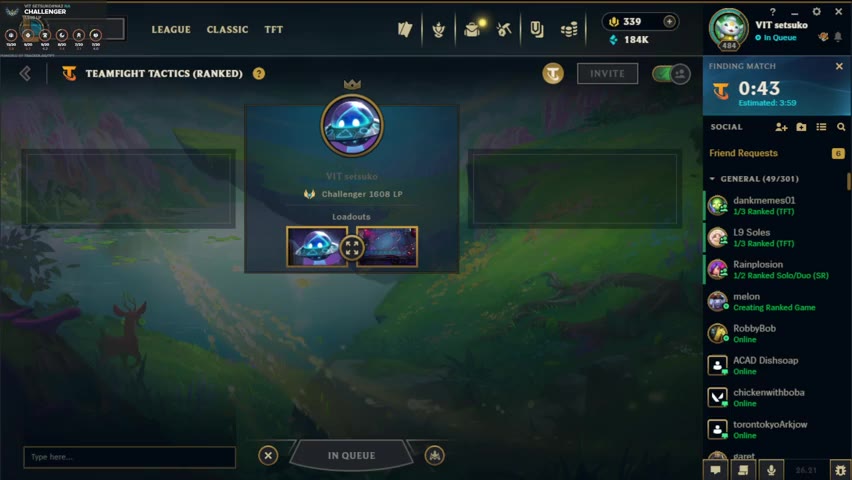 CHALLENGER
LEAGUE
CLASSIC
TFT
339
184K
VIT setsuko
In Queue
484
TEAMFIGHT TACTICS (RANKED)
?
INVITE
FINDING MATCH
0:43
Estimated: 3:59
SOCIAL
Friend Requests
6
GENERAL (49/301)
dankmemes01
1/3 Ranked (TFT)
L9 Soles
1/3 Ranked (TFT)
Rainplosion
1/2 Ranked Solo/Duo (SR)
melon
Creating Ranked Game
RobbyBob
Online
ACAD Dishsoap
Online
chickenwithboba
Online
torontokyoArkjow
Online
garet
VIT setsuko
Challenger 1608 LP
Loadouts
Type here...
IN QUEUE
26.21